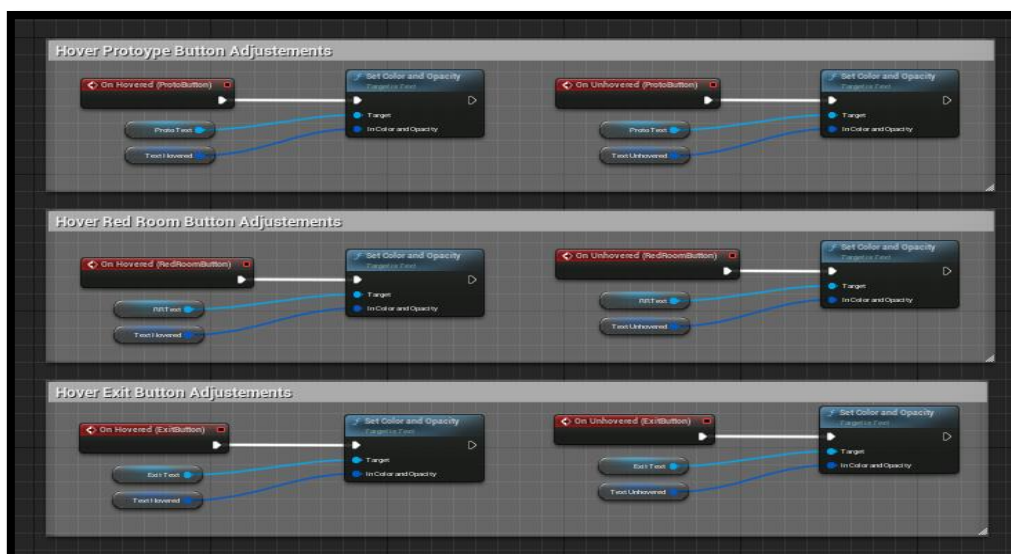 Hover Protoype Button Adjustements
On Hovered (ProtoButton)
Set Color and Opacity
Target is Text
Target
In Color and Opacity
Proto Text
Text Hovered
On Unhovered (ProtoButton)
Set Color and Opacity
Target is Text
Target
In Color and Opacity
Proto Text
Text Unhovered
Hover Red Room Button Adjustements
On Hovered (RedRoomButton)
Set Color and Opacity
Target is Text
Target
In Color and Opacity
RRText
Text Hovered
On Unhovered (RedRoomButton)
Set Color and Opacity
Target is Text
Target
In Color and Opacity
RRText
Text Unhovered
Hover Exit Button Adjustements
On Hovered (ExitButton)
Set Color and Opacity
Target is Text
Target
In Color and Opacity
Exit Text
Text Hovered
On Unhovered (ExitButton)
Set Color and Opacity
Target is Text
Target
In Color and Opacity
Exit Text
Text Unhovered